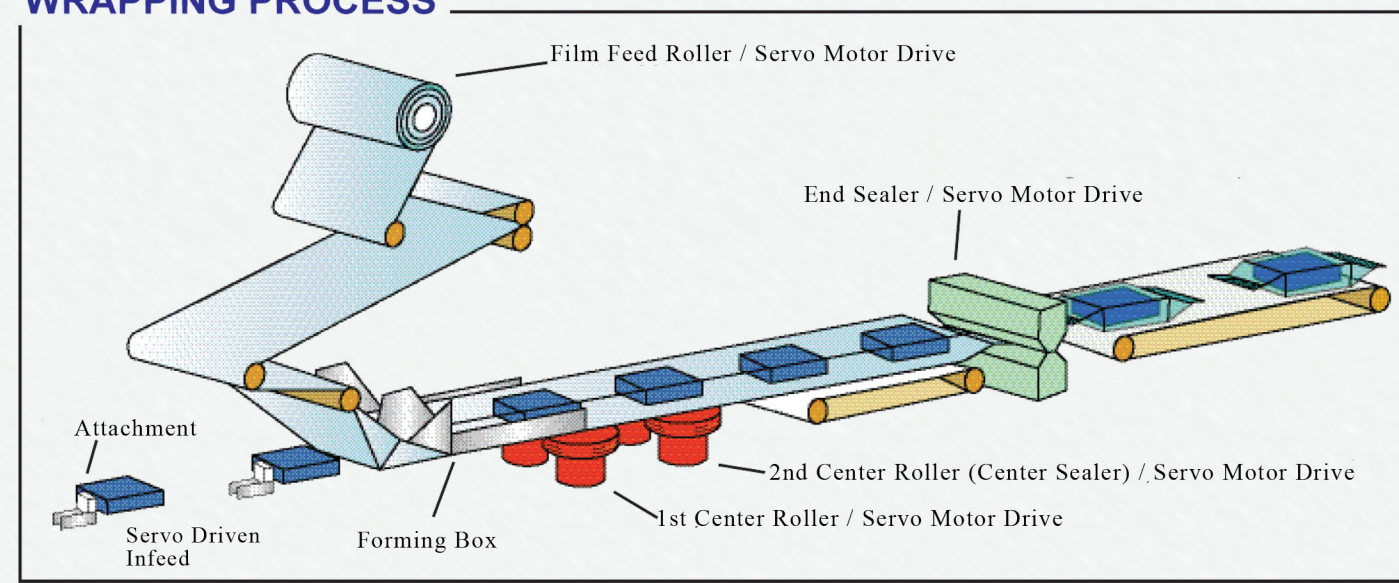 WRAPPING PROCESS
Film Feed Roller / Servo Motor Drive
End Sealer / Servo Motor Drive
Attachment
2nd Center Roller (Center Sealer) / Servo Motor Drive
1st Center Roller / Servo Motor Drive
Servo Driven
Infeed
Forming Box